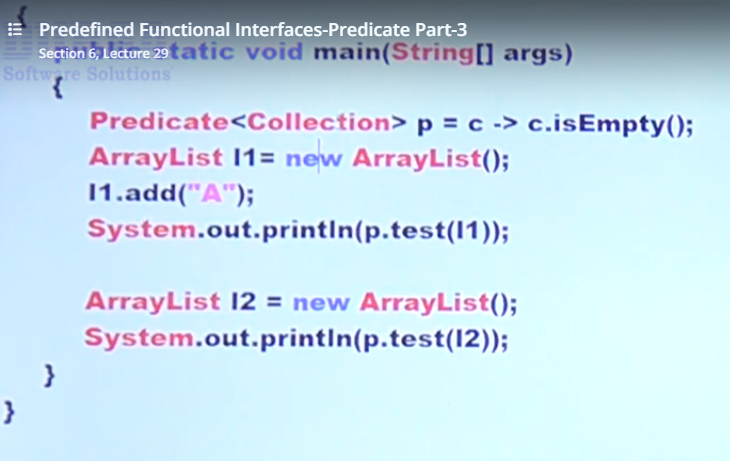 {
Predefined Functional Interfaces-Predicate Part-3
Section 6, Lecture 29
public static void main(String[] args)
Software Solutions
{
Predicate<Collection> p = c -> c.isEmpty();
ArrayList l1= new ArrayList();
l1.add("A");
System.out.println(p.test(l1));
ArrayList l2 = new ArrayList();
System.out.println(p.test(l2));
}
}